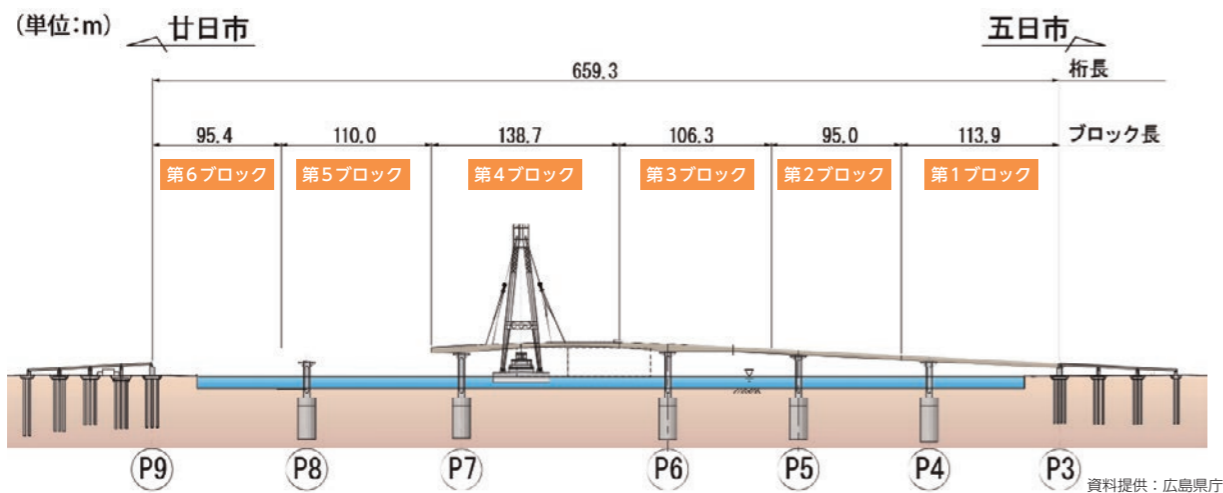 (単位:m)
廿日市
五日市
659.3
桁長
95.4
110.0
138.7
106.3
95.0
113.9
ブロック長
第6ブロック
第5ブロック
第4ブロック
第3ブロック
第2ブロック
第1ブロック
P9
P8
P7
P6
P5
P4
P3
資料提供：広島県庁